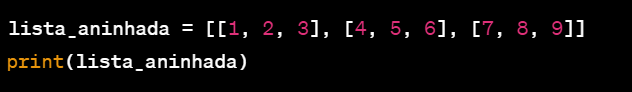 lista_aninhada = [[1, 2, 3], [4, 5, 6], [7, 8, 9]]
print(lista_aninhada)